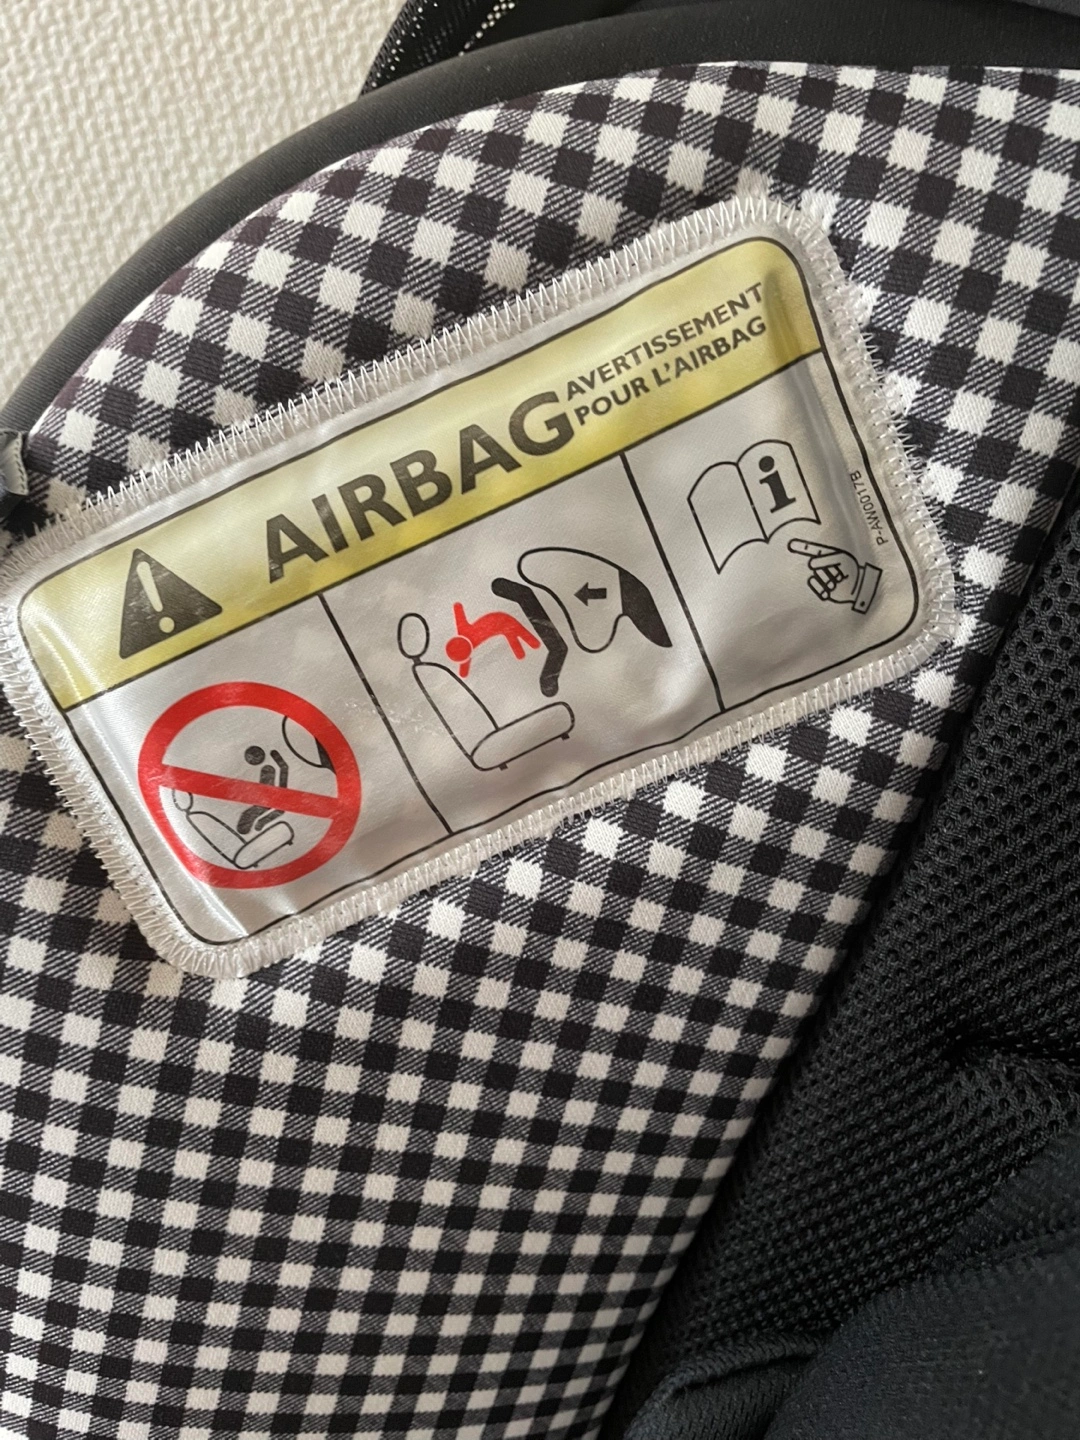 AIRBAG
AVERTISSEMENT
POUR L'AIRBAG
i
P-AW0017B